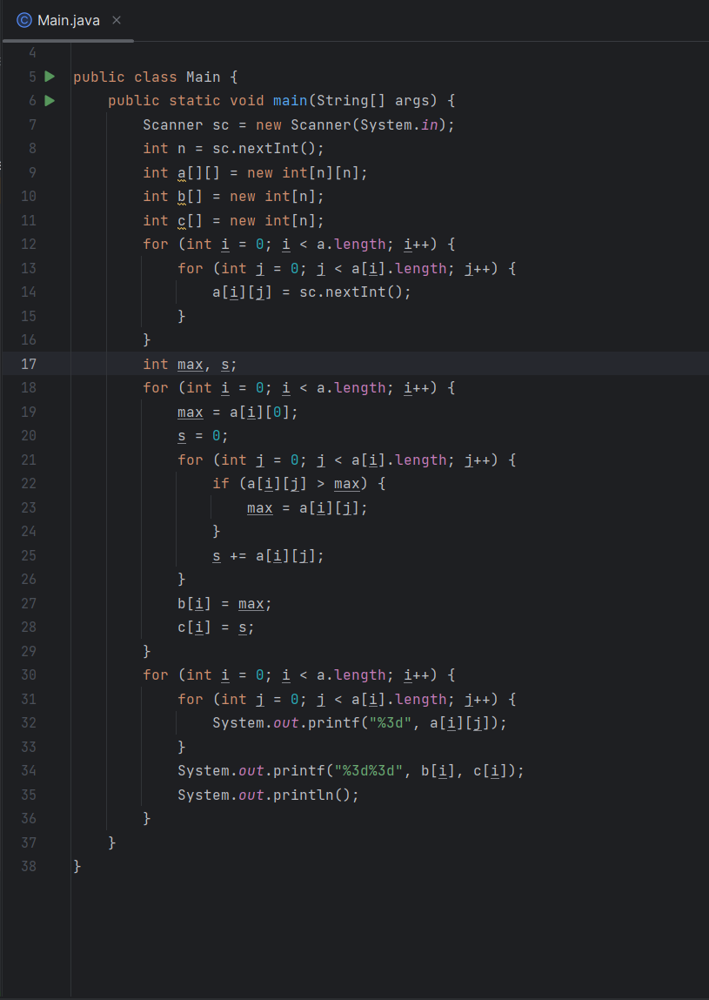 Main.java
4
5 public class Main {
6 public static void main(String[] args) {
7 Scanner sc = new Scanner(System.in);
8 int n = sc.nextInt();
9 int a[][] = new int[n][n];
10 int b[] = new int[n];
11 int c[] = new int[n];
12 for (int i = 0; i < a.length; i++) {
13 for (int j = 0; j < a[i].length; j++) {
14 a[i][j] = sc.nextInt();
15 }
16 }
17 int max, s;
18 for (int i = 0; i < a.length; i++) {
19 max = a[i][0];
20 s = 0;
21 for (int j = 0; j < a[i].length; j++) {
22 if (a[i][j] > max) {
23 max = a[i][j];
24 }
25 s += a[i][j];
26 }
27 b[i] = max;
28 c[i] = s;
29 }
30 for (int i = 0; i < a.length; i++) {
31 for (int j = 0; j < a[i].length; j++) {
32 System.out.printf("%3d", a[i][j]);
33 }
34 System.out.printf("%3d%3d", b[i], c[i]);
35 System.out.println();
36 }
37 }
38 }